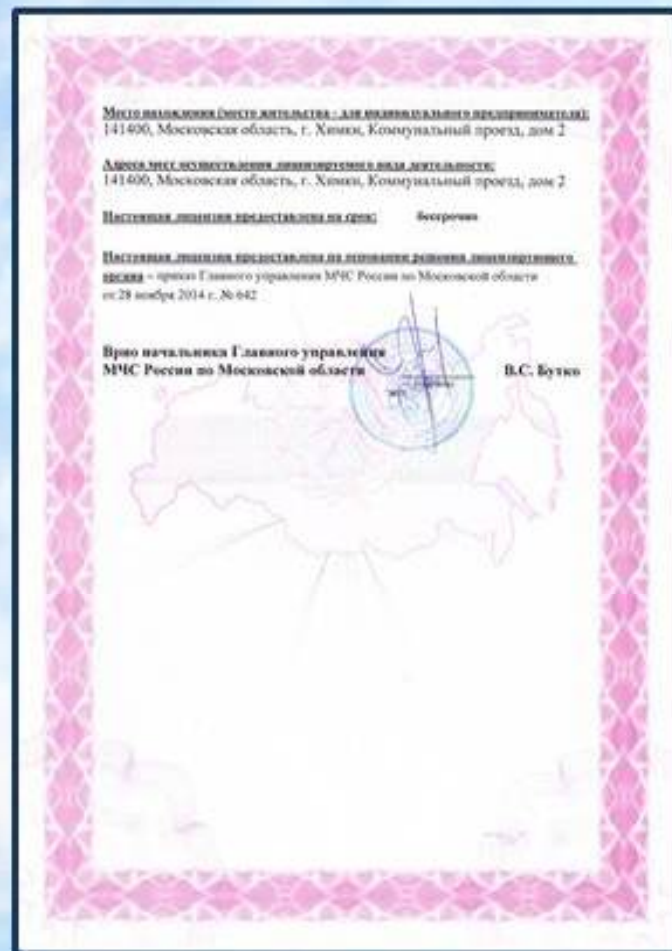 Место нахождения (место жительства - для индивидуального предпринимателя):
141400, Московская область, г. Химки, Коммунальный проезд, дом 2
Адреса мест осуществления лицензируемого вида деятельности:
141400, Московская область, г. Химки, Коммунальный проезд, дом 2
Настоящая лицензия предоставлена на срок: бессрочно
Настоящая лицензия предоставлена на основании решения лицензирующего
органа – приказ Главного управления МЧС России по Московской области
от 28 ноября 2014 г. № 642
Врио начальника Главного управления
МЧС России по Московской области В.С. Бутко